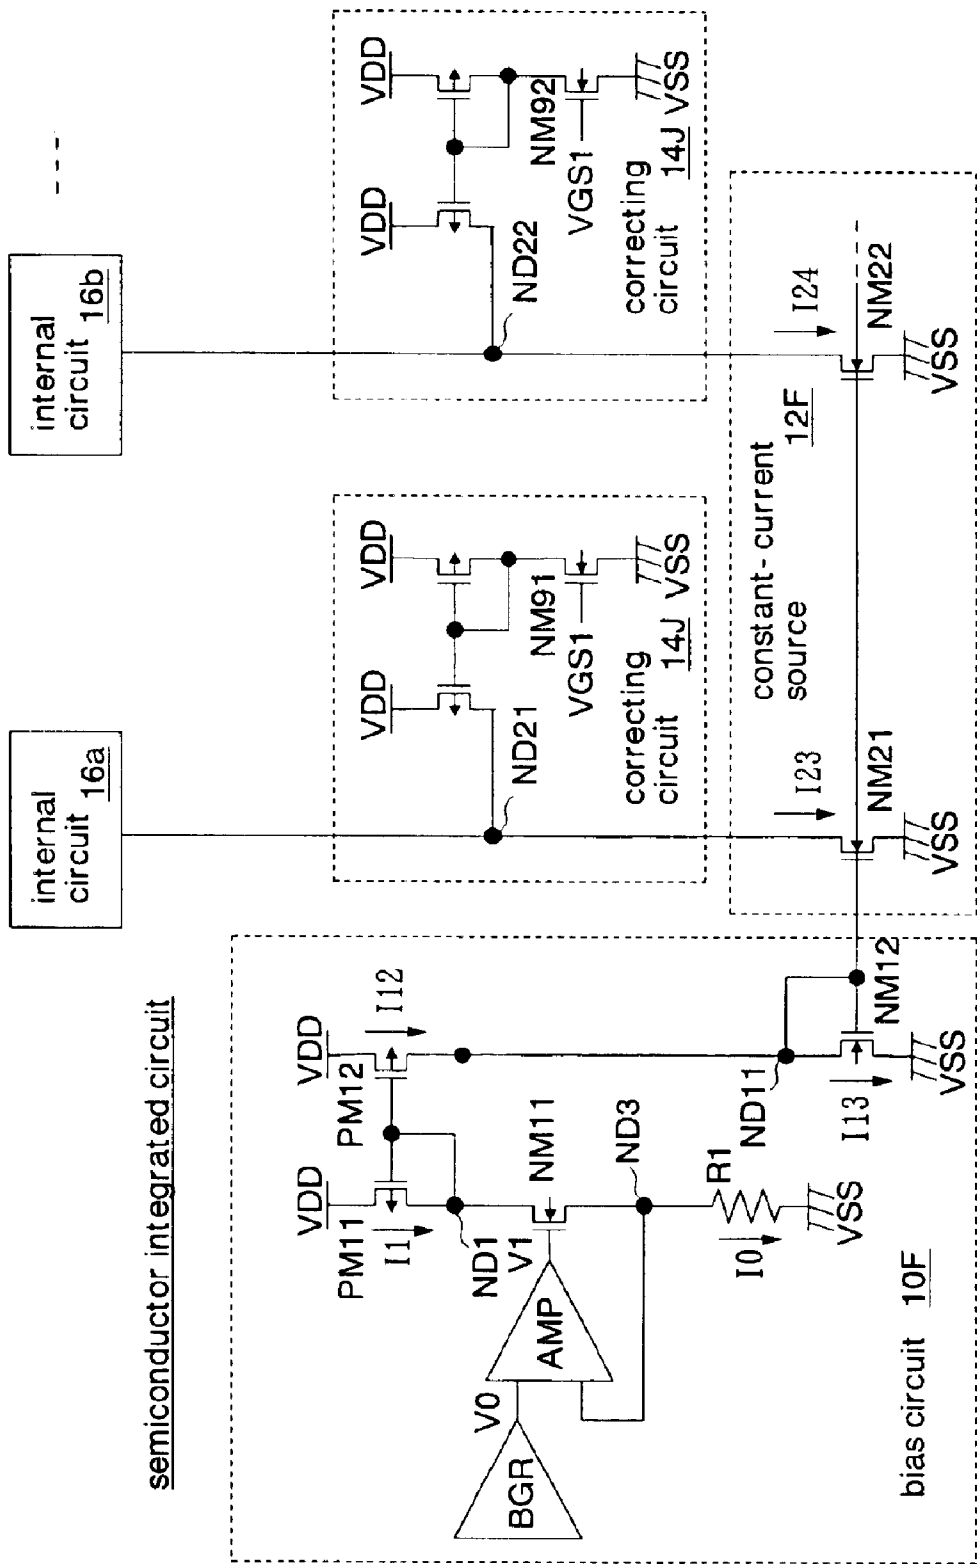 semiconductor integrated circuit
internal
circuit 16a
internal
circuit 16b
VDD
VDD
PM11
PM12
I1
I12
ND1
V1
NM11
BGR
V0
AMP
ND3
R1
I0
VSS
ND11
I13
NM12
VSS
bias circuit 10F
VDD
VDD
ND21
NM91
VGS1
VSS
correcting
circuit 14J
VDD
VDD
ND22
NM92
VGS1
VSS
correcting
circuit 14J
constant-current
source 12F
I23
NM21
VSS
I24
NM22
VSS